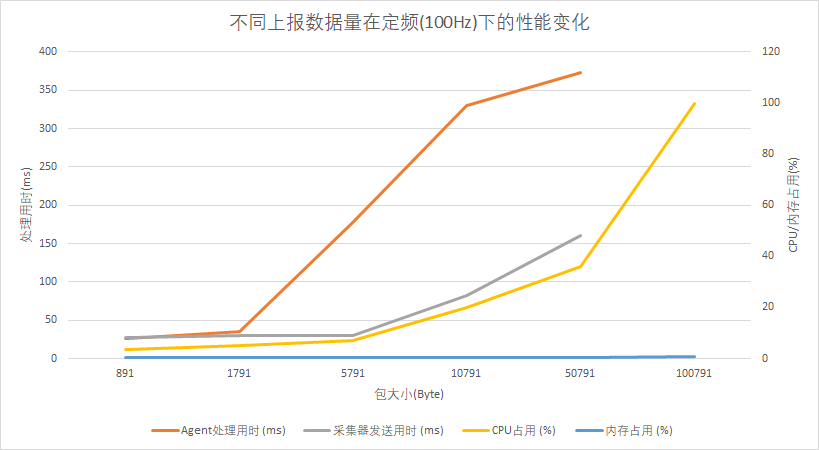 不同上报数据量在定频(100Hz)下的性能变化
400
350
300
250
200
150
100
50
0
处理用时(ms)
120
100
80
60
40
20
0
CPU/内存占用(%)
891 1791 5791 10791 50791 100791
包大小(Byte)
Agent处理用时 (ms) 采集器发送用时 (ms) CPU占用 (%) 内存占用 (%)